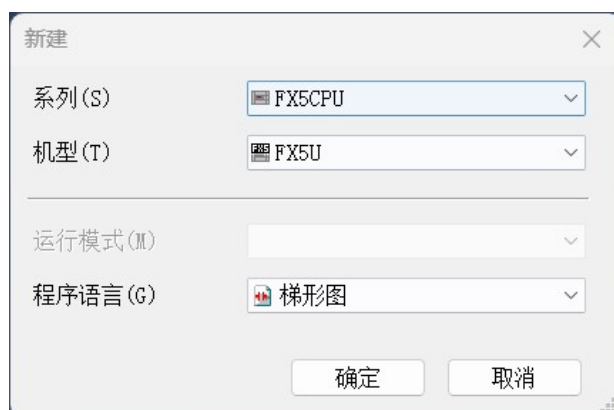 新建
系列(S) FX5CPU
机型(T) FX5U
运行模式(M)
程序语言(G) 梯形图
确定 取消